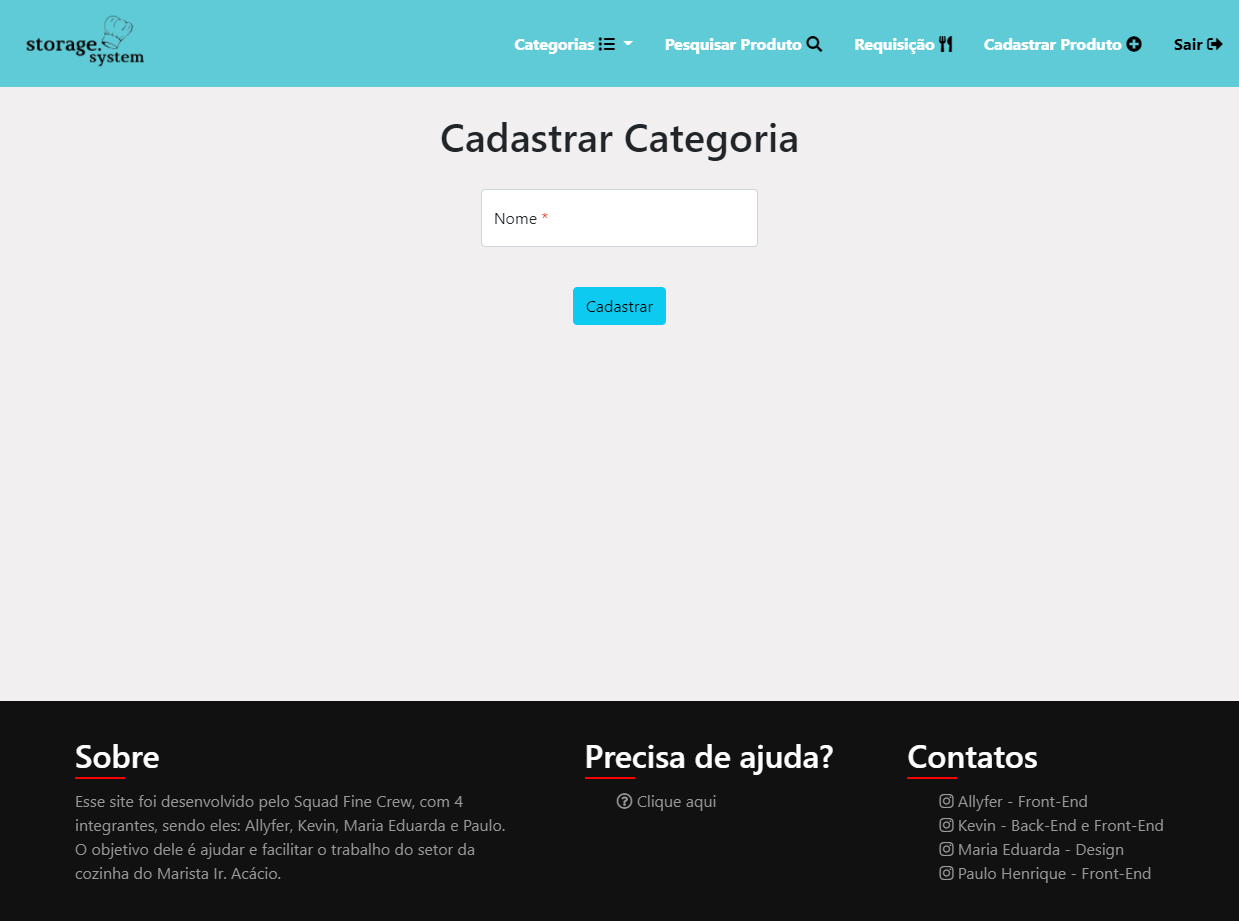 storage.
system
Categorias
Pesquisar Produto
Requisição
Cadastrar Produto
Sair
Cadastrar Categoria
Nome *
Cadastrar
Sobre
Esse site foi desenvolvido pelo Squad Fine Crew, com 4
integrantes, sendo eles: Allyfer, Kevin, Maria Eduarda e Paulo.
O objetivo dele é ajudar e facilitar o trabalho do setor da
cozinha do Marista Ir. Acácio.
Precisa de ajuda?
Clique aqui
Contatos
Allyfer - Front-End
Kevin - Back-End e Front-End
Maria Eduarda - Design
Paulo Henrique - Front-End